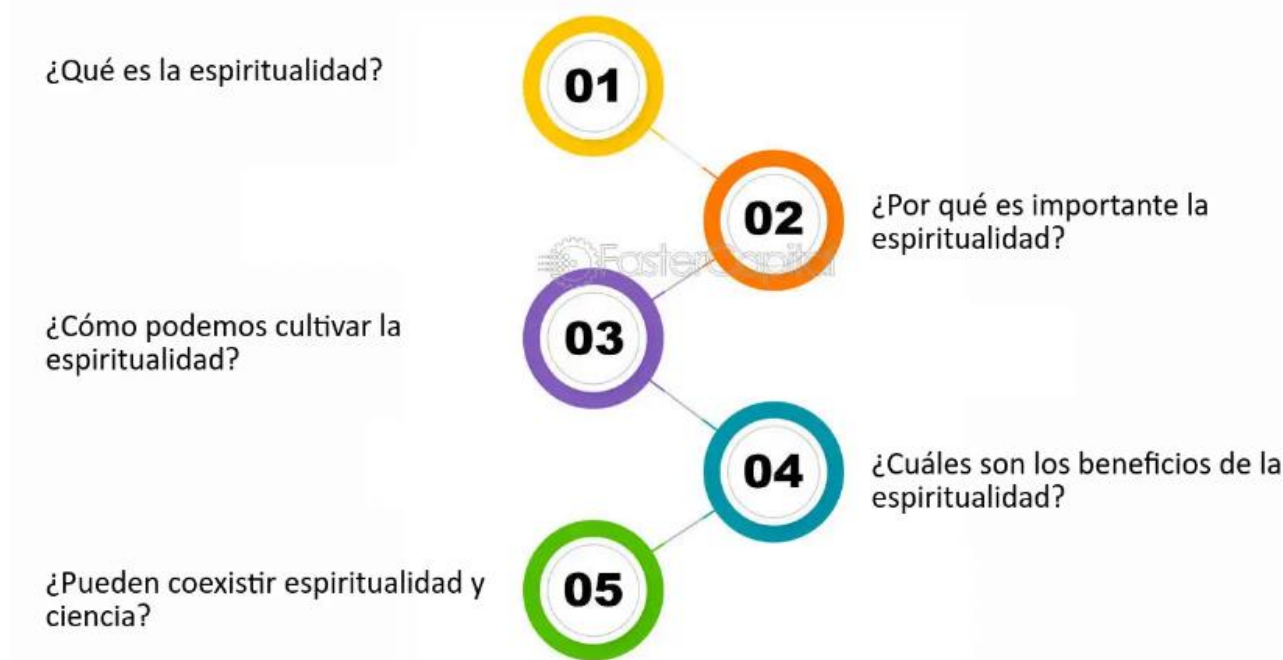 ¿Qué es la espiritualidad?
01
02
¿Por qué es importante la
espiritualidad?
FasterCapital
¿Cómo podemos cultivar la
espiritualidad?
03
04
¿Cuáles son los beneficios de la
espiritualidad?
¿Pueden coexistir espiritualidad y
ciencia?
05